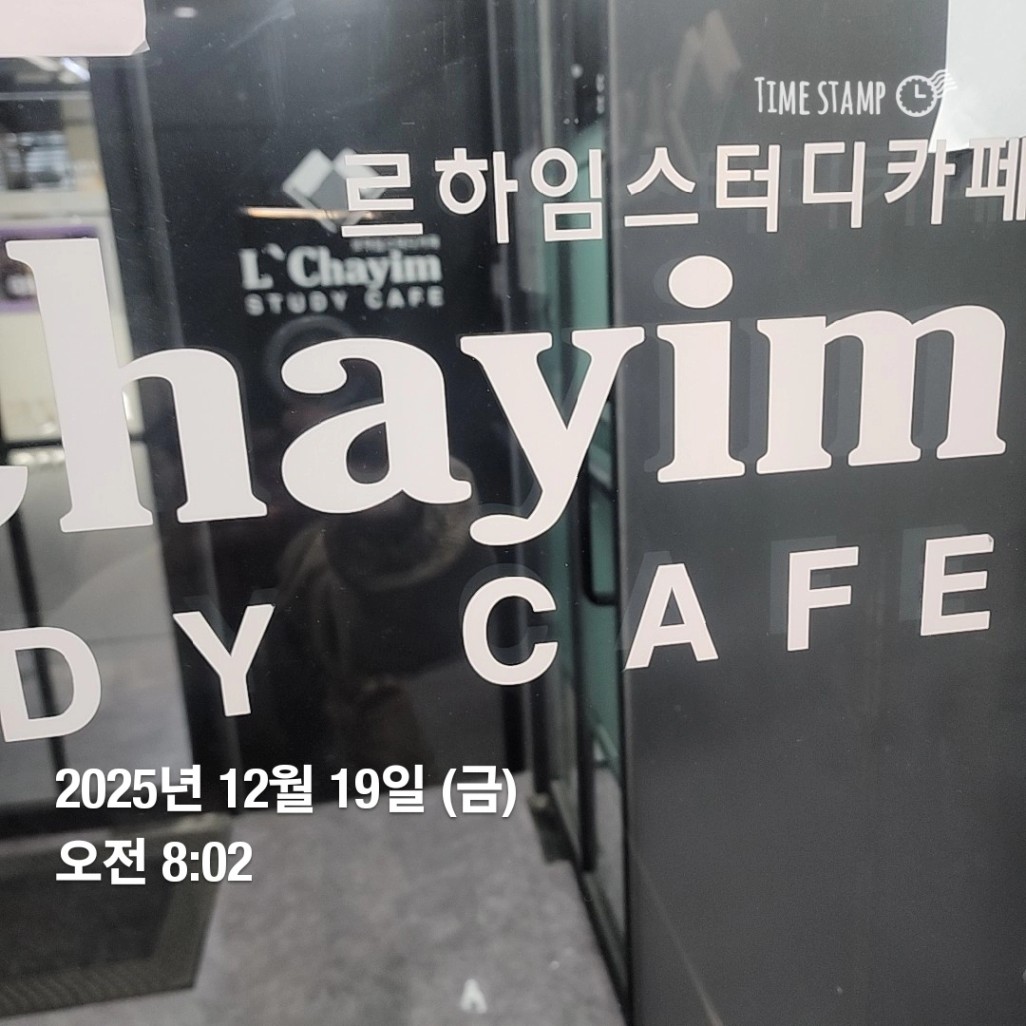 TIME STAMP
르하임스터디카페
L`Chayim
STUDY CAFE
hayim
DY CAFE
2025년 12월 19일 (금)
오전 8:02